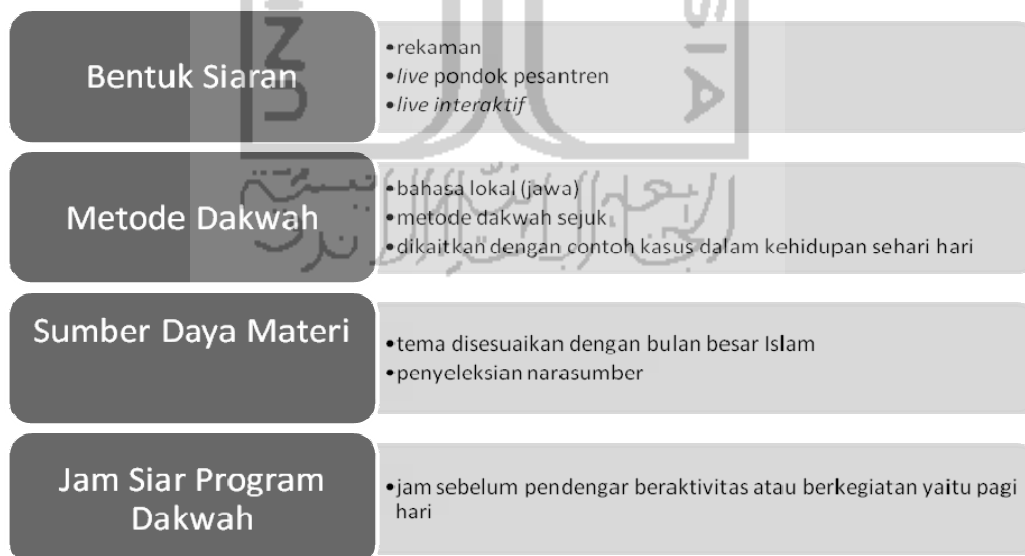 Bentuk Siaran
•rekaman
•live pondok pesantren
•live interaktif
Metode Dakwah
•bahasa lokal (jawa)
•metode dakwah sejuk
•dikaitkan dengan contoh kasus dalam kehidupan sehari hari
Sumber Daya Materi
•tema disesuaikan dengan bulan besar Islam
•penyeleksian narasumber
Jam Siar Program
Dakwah
•jam sebelum pendengar beraktivitas atau berkegiatan yaitu pagi
hari